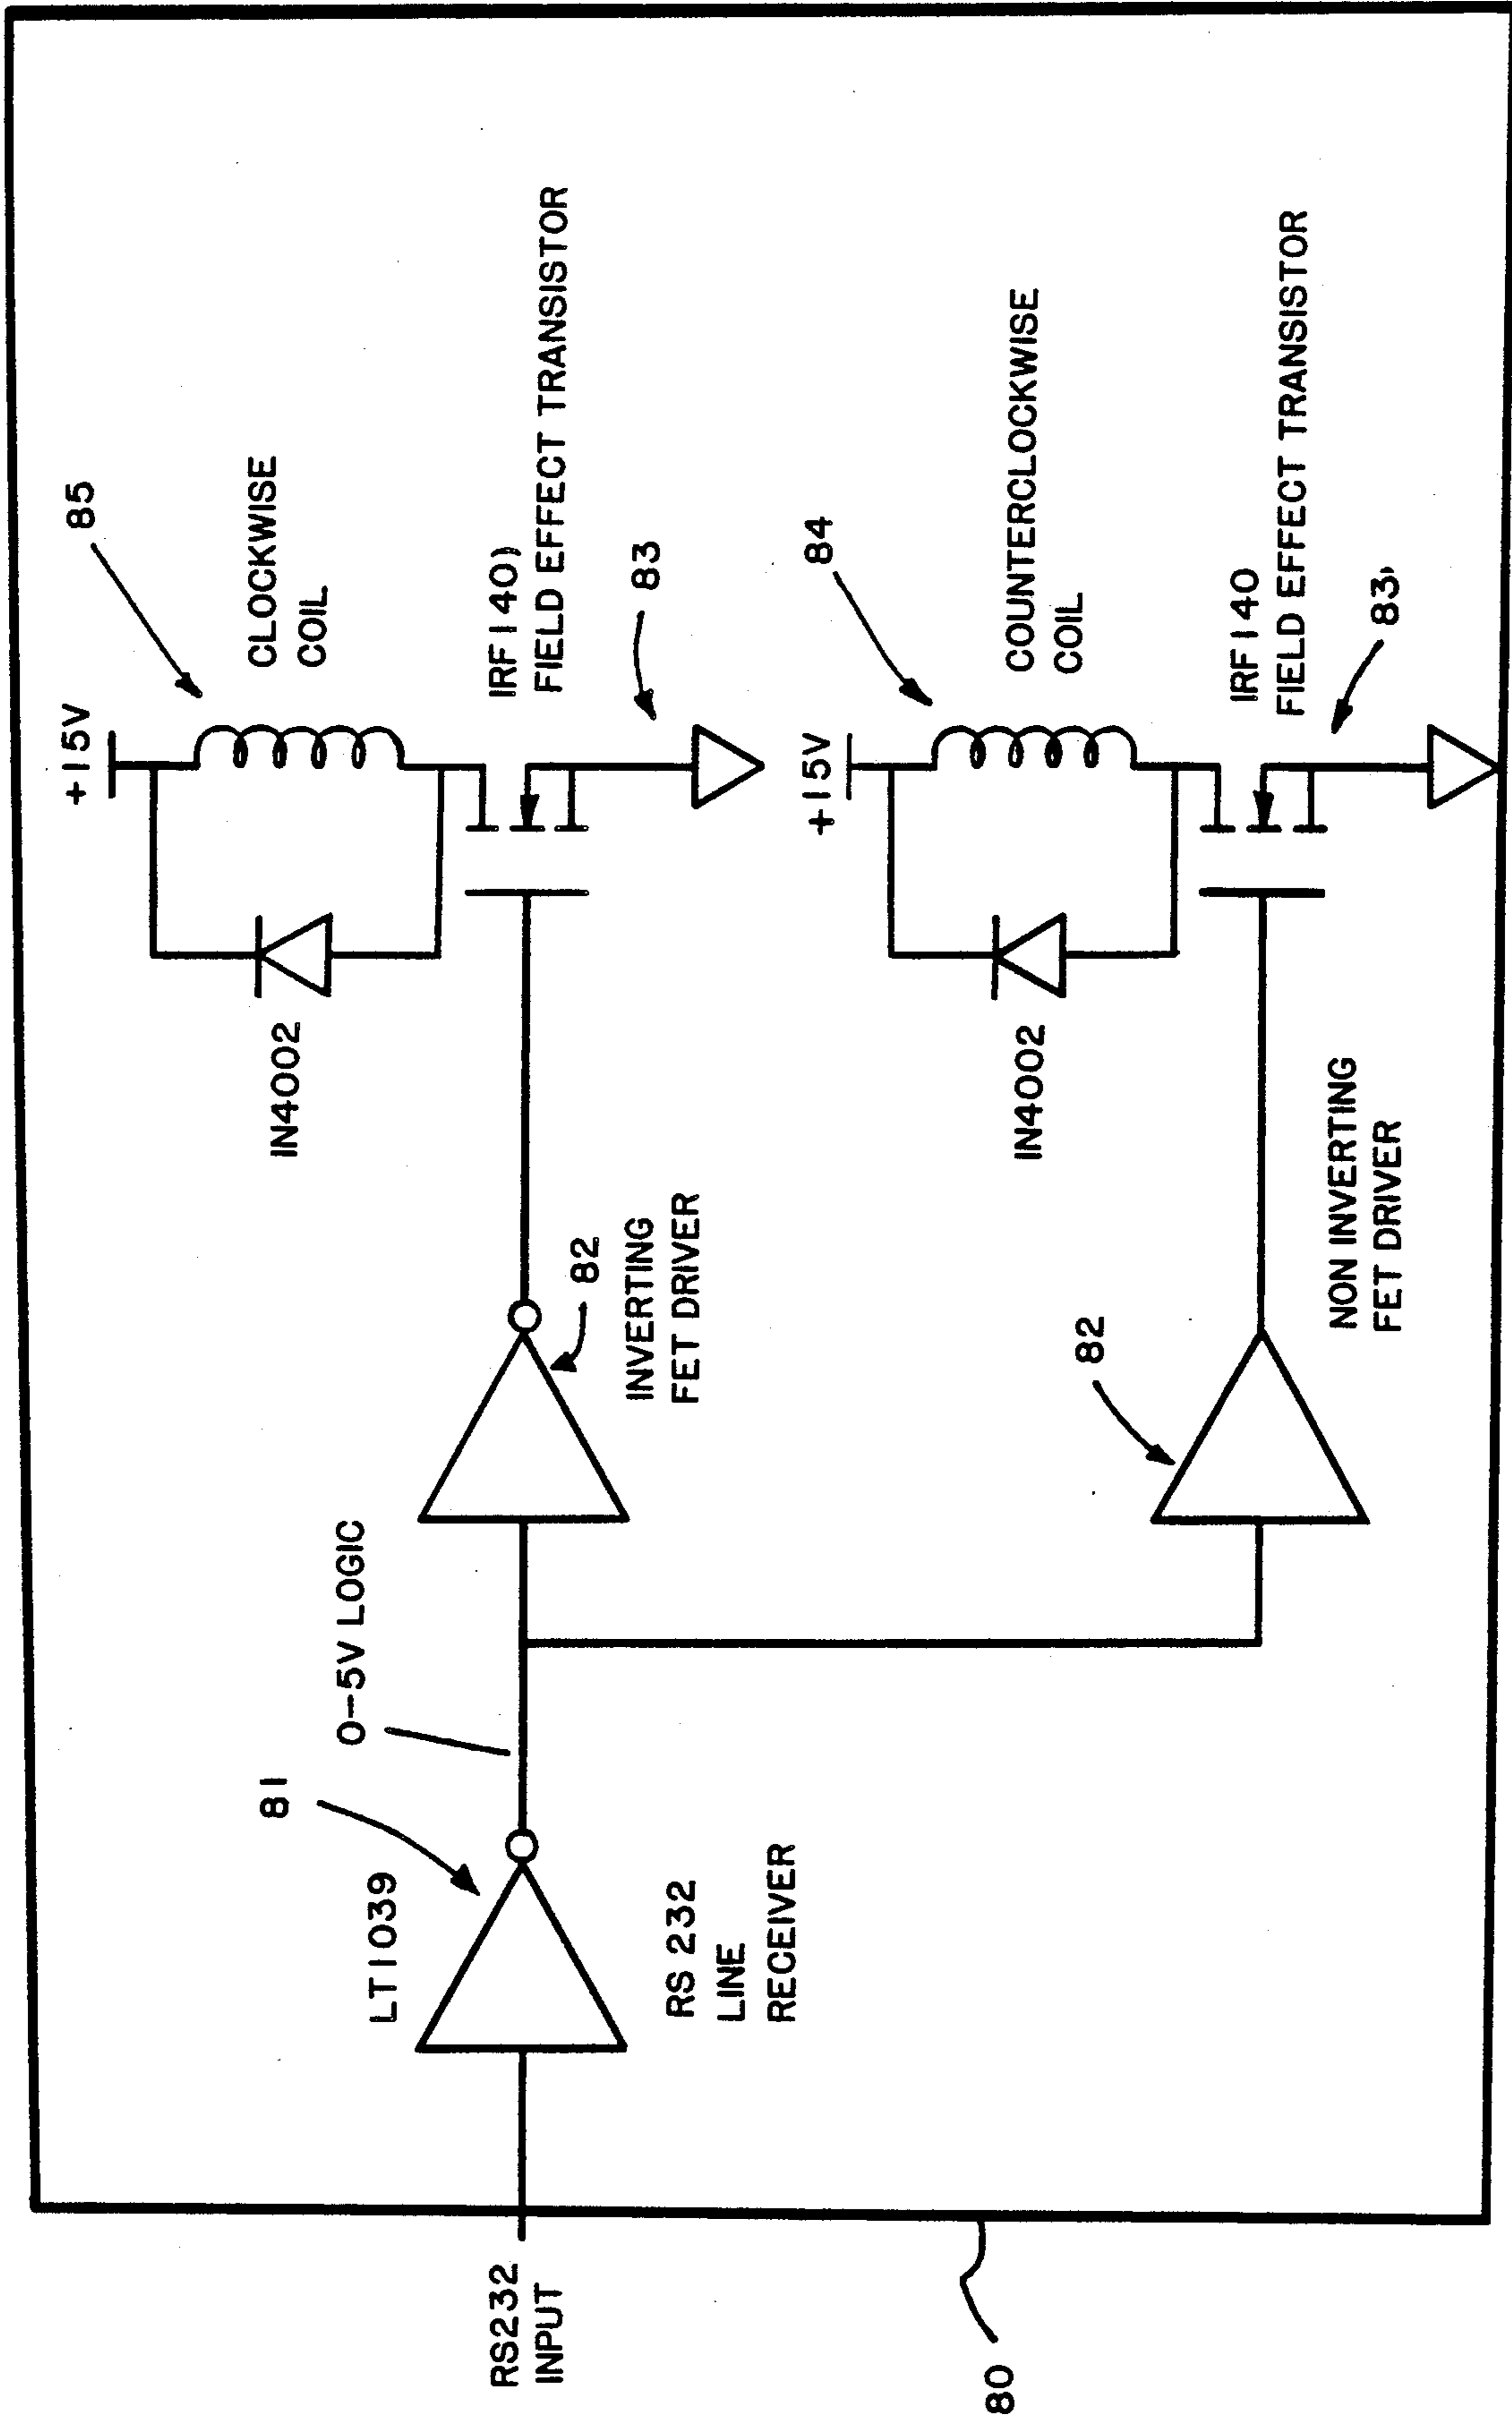 RS232
INPUT
80
LT1039
81
RS 232
LINE
RECEIVER
0-5V LOGIC
82
INVERTING
FET DRIVER
82
NON INVERTING
FET DRIVER
IN4002
+15V
85
CLOCKWISE
COIL
IRF140)
FIELD EFFECT TRANSISTOR
83
IN4002
+15V
84
COUNTERCLOCKWISE
COIL
IRF140
FIELD EFFECT TRANSISTOR
83'